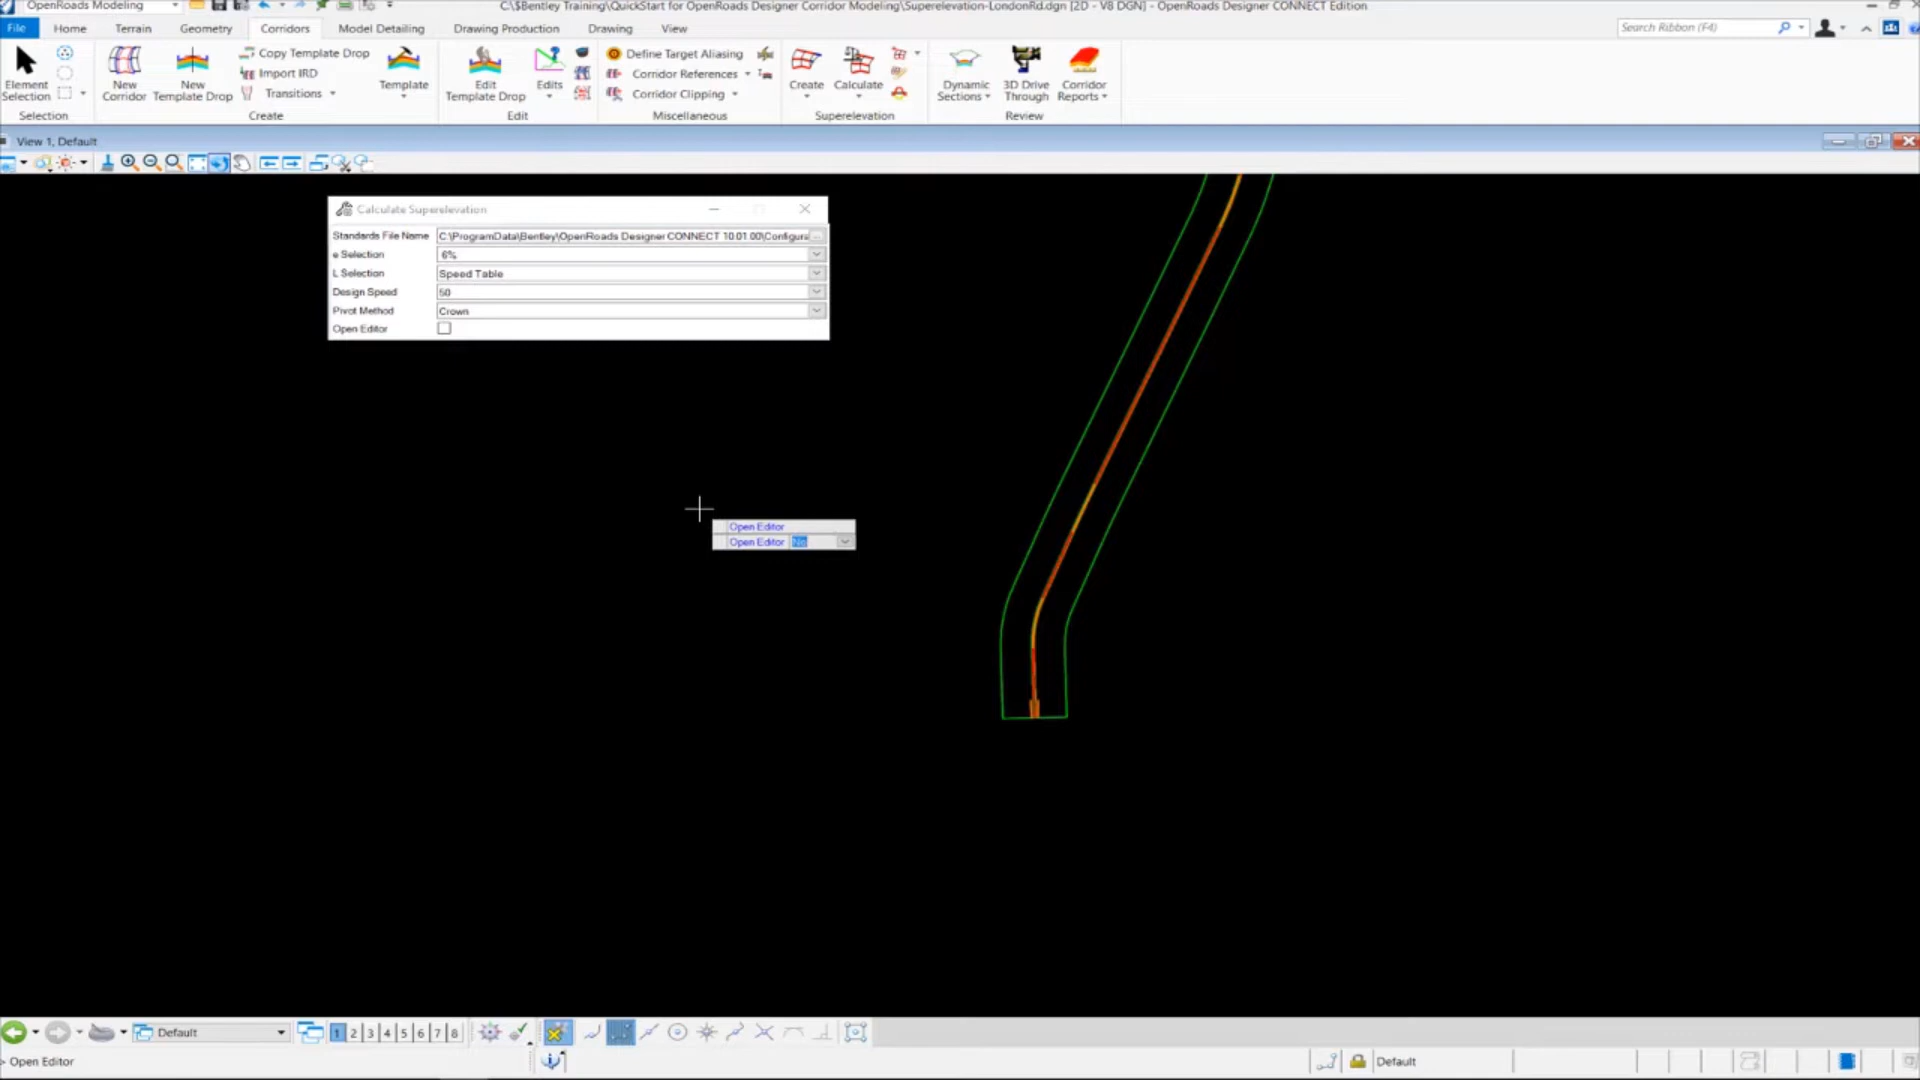 OpenRoads Modeling
C:\$Bentley Training\QuickStart for OpenRoads Designer Corridor Modeling\Superelevation-LondonRd.dgn [2D - V8 DGN] - OpenRoads Designer CONNECT Edition
File Home Terrain Geometry Corridors Model Detailing Drawing Production Drawing View
Search Ribbon (F4)
Element Selection
Selection
New Corridor
New Template Drop
Copy Template Drop
Import IRD
Transitions
Template
Create
Edit Template Drop
Edits
Edit
Define Target Aliasing
Corridor References
Corridor Clipping
Miscellaneous
Create
Calculate
Superelevation
Dynamic Sections
3D Drive Through
Corridor Reports
Review
View 1, Default
Calculate Superelevation
Standards File Name C:\ProgramData\Bentley\OpenRoads Designer CONNECT 10.01.00\Configura
e Selection 6%
L Selection Speed Table
Design Speed 50
Pivot Method Crown
Open Editor
Open Editor
Open Editor No
Default
1 2 3 4 5 6 7 8
> Open Editor
Default